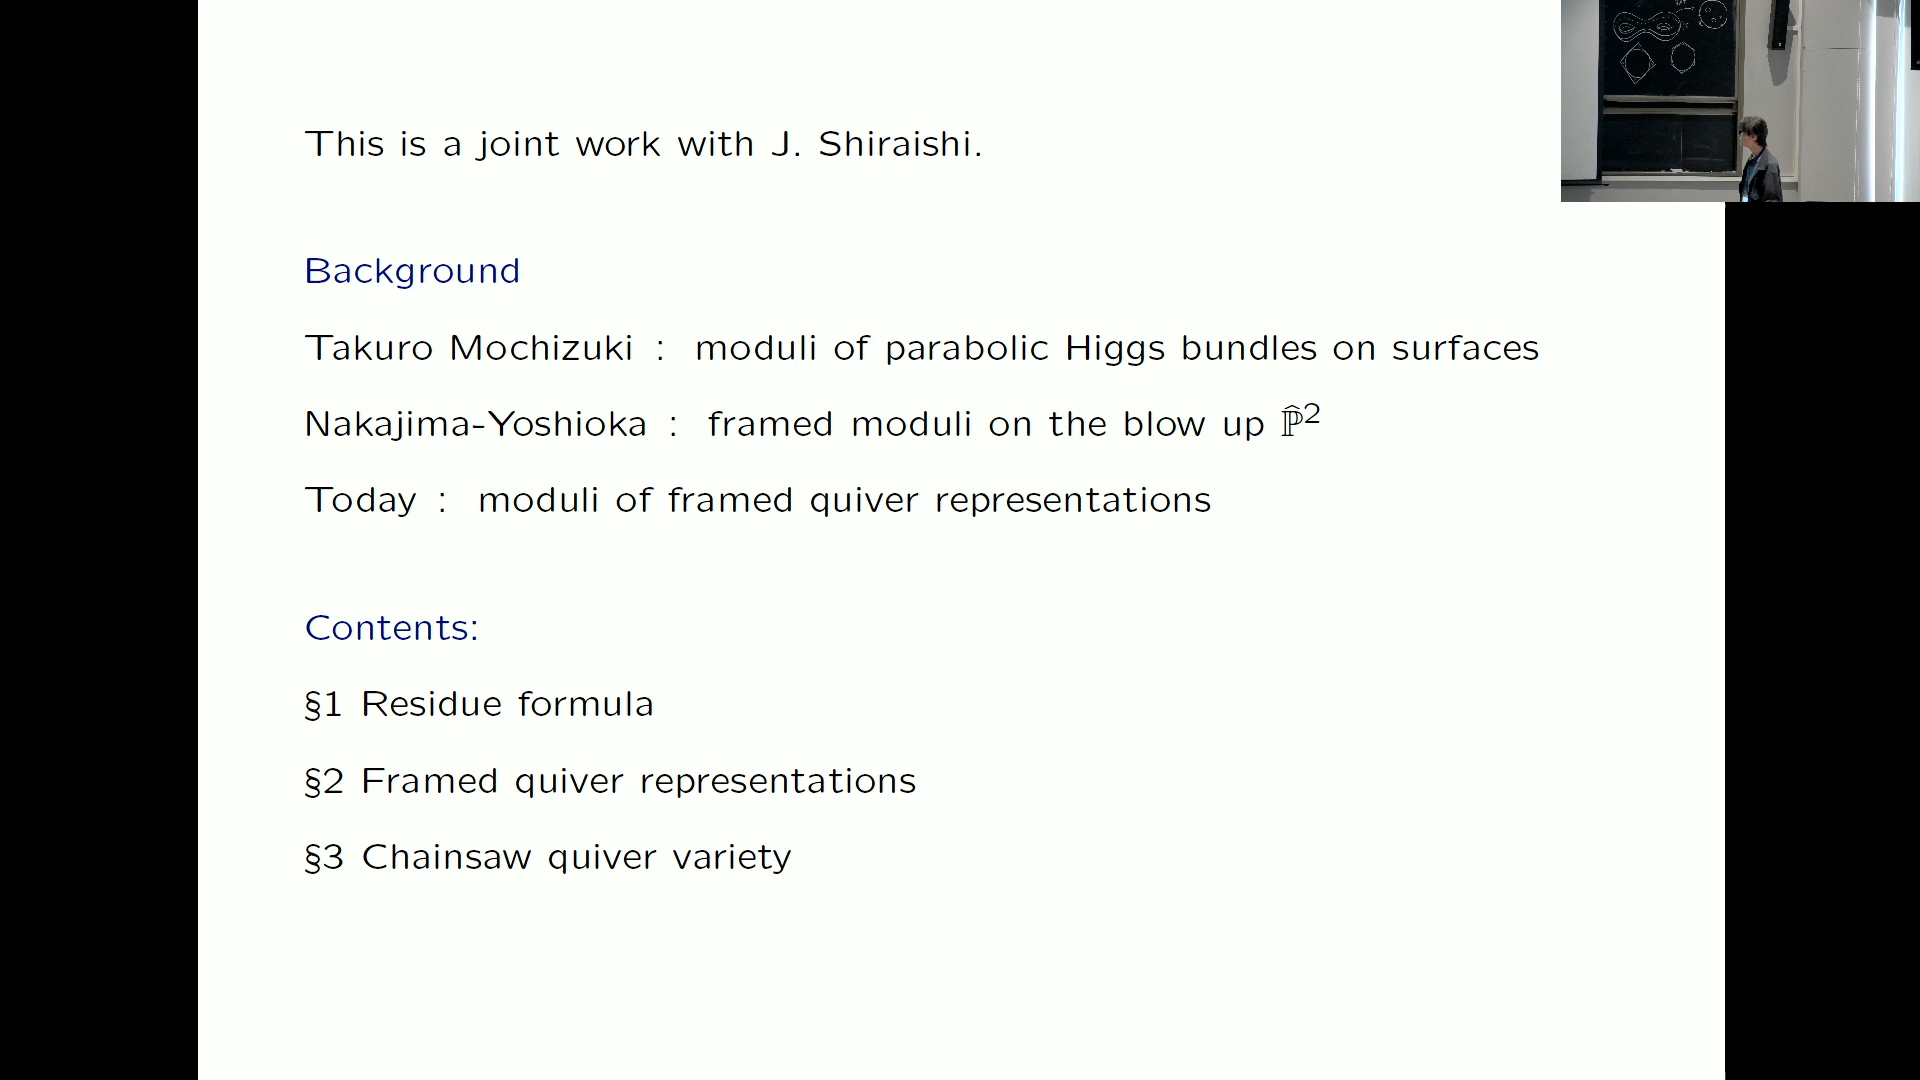 This is a joint work with J. Shiraishi.
Background
Takuro Mochizuki : moduli of parabolic Higgs bundles on surfaces
Nakajima-Yoshioka : framed moduli on the blow up ℙ̂²
Today : moduli of framed quiver representations
Contents:
§1 Residue formula
§2 Framed quiver representations
§3 Chainsaw quiver variety